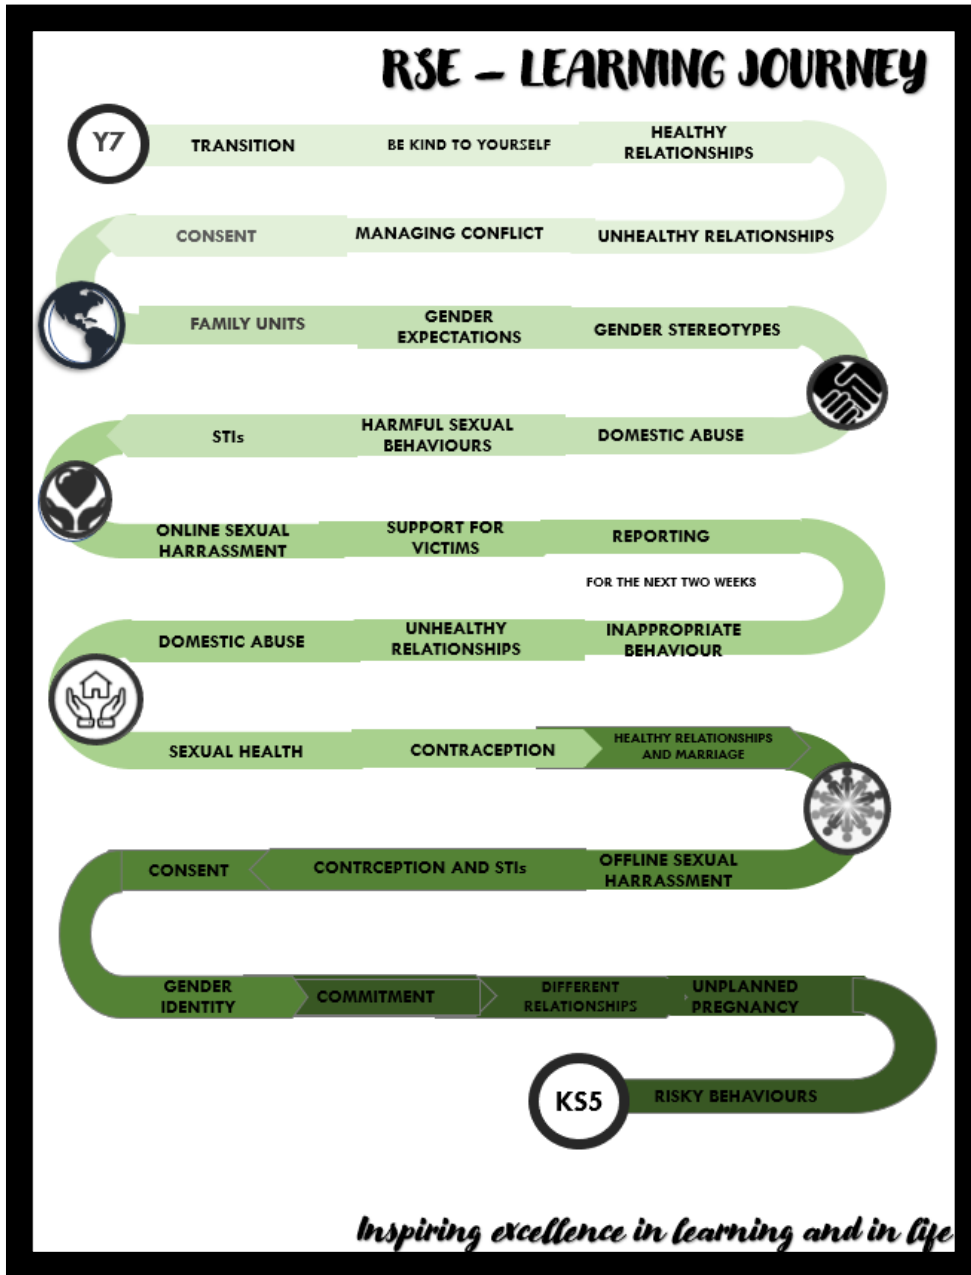 RSE – LEARNING JOURNEY
Y7
TRANSITION
BE KIND TO YOURSELF
HEALTHY
RELATIONSHIPS
UNHEALTHY RELATIONSHIPS
MANAGING CONFLICT
CONSENT
FAMILY UNITS
GENDER
EXPECTATIONS
GENDER STEREOTYPES
DOMESTIC ABUSE
HARMFUL SEXUAL
BEHAVIOURS
STIs
ONLINE SEXUAL
HARRASSMENT
SUPPORT FOR
VICTIMS
REPORTING
FOR THE NEXT TWO WEEKS
INAPPROPRIATE
BEHAVIOUR
UNHEALTHY
RELATIONSHIPS
DOMESTIC ABUSE
SEXUAL HEALTH
CONTRACEPTION
HEALTHY RELATIONSHIPS
AND MARRIAGE
OFFLINE SEXUAL
HARRASSMENT
CONTRCEPTION AND STIs
CONSENT
GENDER
IDENTITY
COMMITMENT
DIFFERENT
RELATIONSHIPS
UNPLANNED
PREGNANCY
RISKY BEHAVIOURS
KS5
Inspiring excellence in learning and in life